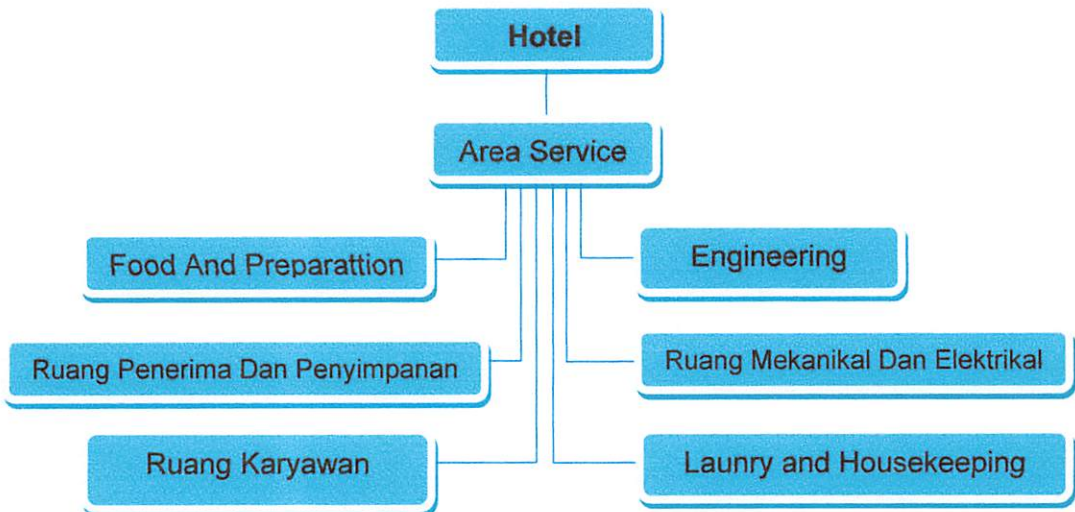 Hotel
Area Service
Food And Preparattion
Engineering
Ruang Penerima Dan Penyimpanan
Ruang Mekanikal Dan Elektrikal
Ruang Karyawan
Launry and Housekeeping